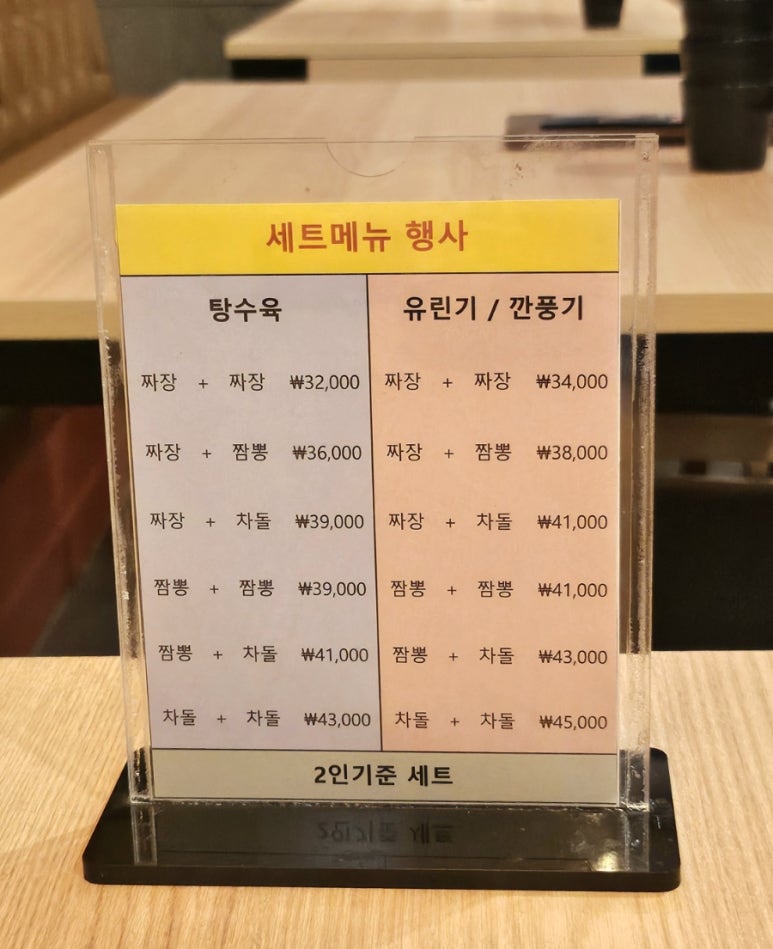 세트메뉴 행사
탕수육
짜장 + 짜장 ₩32,000
짜장 + 짬뽕 ₩36,000
짜장 + 차돌 ₩39,000
짬뽕 + 짬뽕 ₩39,000
짬뽕 + 차돌 ₩41,000
차돌 + 차돌 ₩43,000
유린기 / 깐풍기
짜장 + 짜장 ₩34,000
짜장 + 짬뽕 ₩38,000
짜장 + 차돌 ₩41,000
짬뽕 + 짬뽕 ₩41,000
짬뽕 + 차돌 ₩43,000
차돌 + 차돌 ₩45,000
2인기준 세트